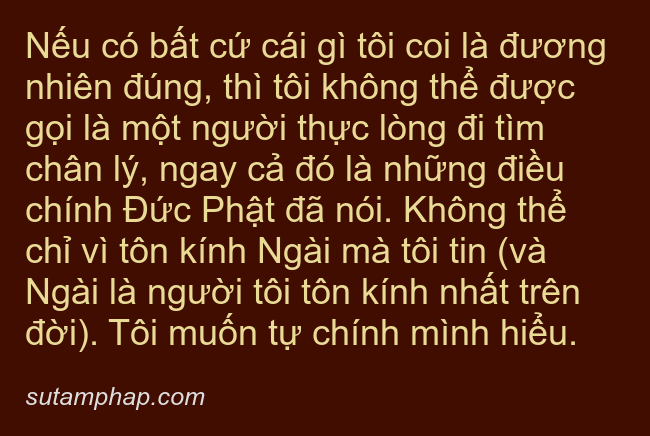 Nếu có bất cứ cái gì tôi coi là đương
nhiên đúng, thì tôi không thể được
gọi là một người thực lòng đi tìm
chân lý, ngay cả đó là những điều
chính Đức Phật đã nói. Không thể
chỉ vì tôn kính Ngài mà tôi tin (và
Ngài là người tôi tôn kính nhất trên
đời). Tôi muốn tự chính mình hiểu.
sutamphap.com